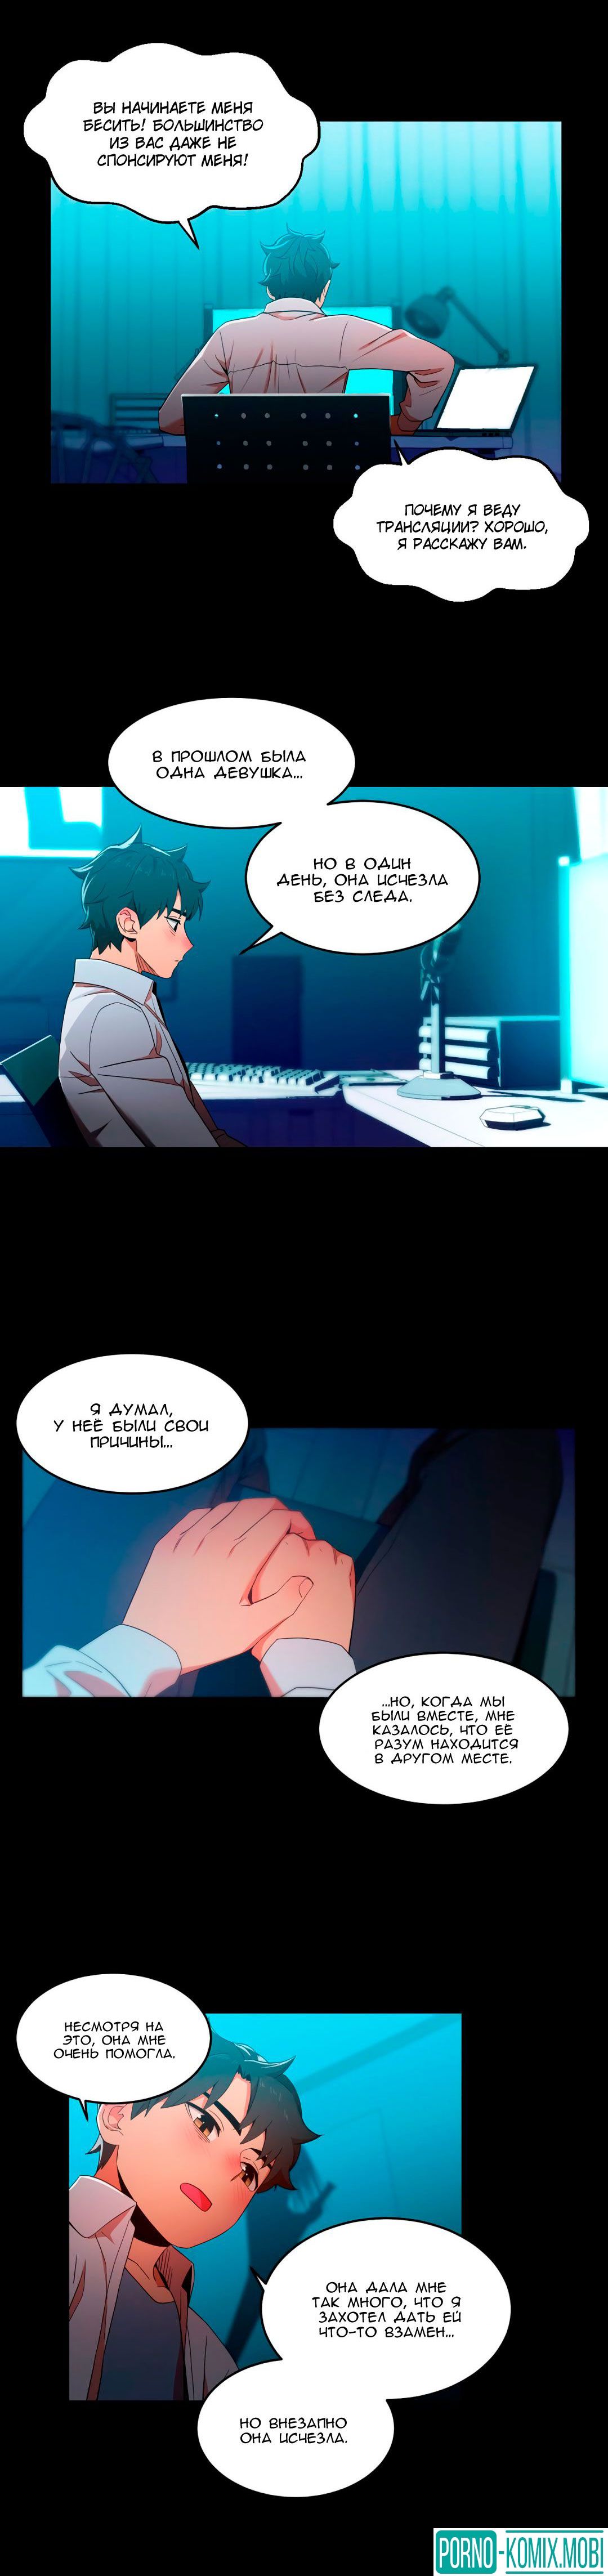 ВЫ НАЧИНАЕТЕ МЕНЯ
БЕСИТЬ! БОЛЬШИНСТВО
ИЗ ВАС ДАЖЕ НЕ
СПОНСИРУЮТ МЕНЯ!
ПОЧЕМУ Я ВЕДУ
ТРАНСЛЯЦИИ? ХОРОШО,
Я РАССКАЖУ ВАМ.
В ПРОШЛОМ БЫЛА
ОДНА ДЕВУШКА...
НО В ОДИН
ДЕНЬ, ОНА ИСЧЕЗЛА
БЕЗ СЛЕДА.
Я ДУМАЛ,
У НЕЁ БЫЛИ СВОИ
ПРИЧИНЫ...
...НО, КОГДА МЫ
БЫЛИ ВМЕСТЕ, МНЕ
КАЗАЛОСЬ, ЧТО ЕЁ
РАЗУМ НАХОДИТСЯ
В ДРУГОМ МЕСТЕ.
НЕСМОТРЯ НА
ЭТО, ОНА МНЕ
ОЧЕНЬ ПОМОГЛА.
ОНА ДАЛА МНЕ
ТАК МНОГО, ЧТО Я
ЗАХОТЕЛ ДАТЬ ЕЙ
ЧТО-ТО ВЗАМЕН...
НО ВНЕЗАПНО
ОНА ИСЧЕЗЛА.
PORNO-KOMIX.MOBI